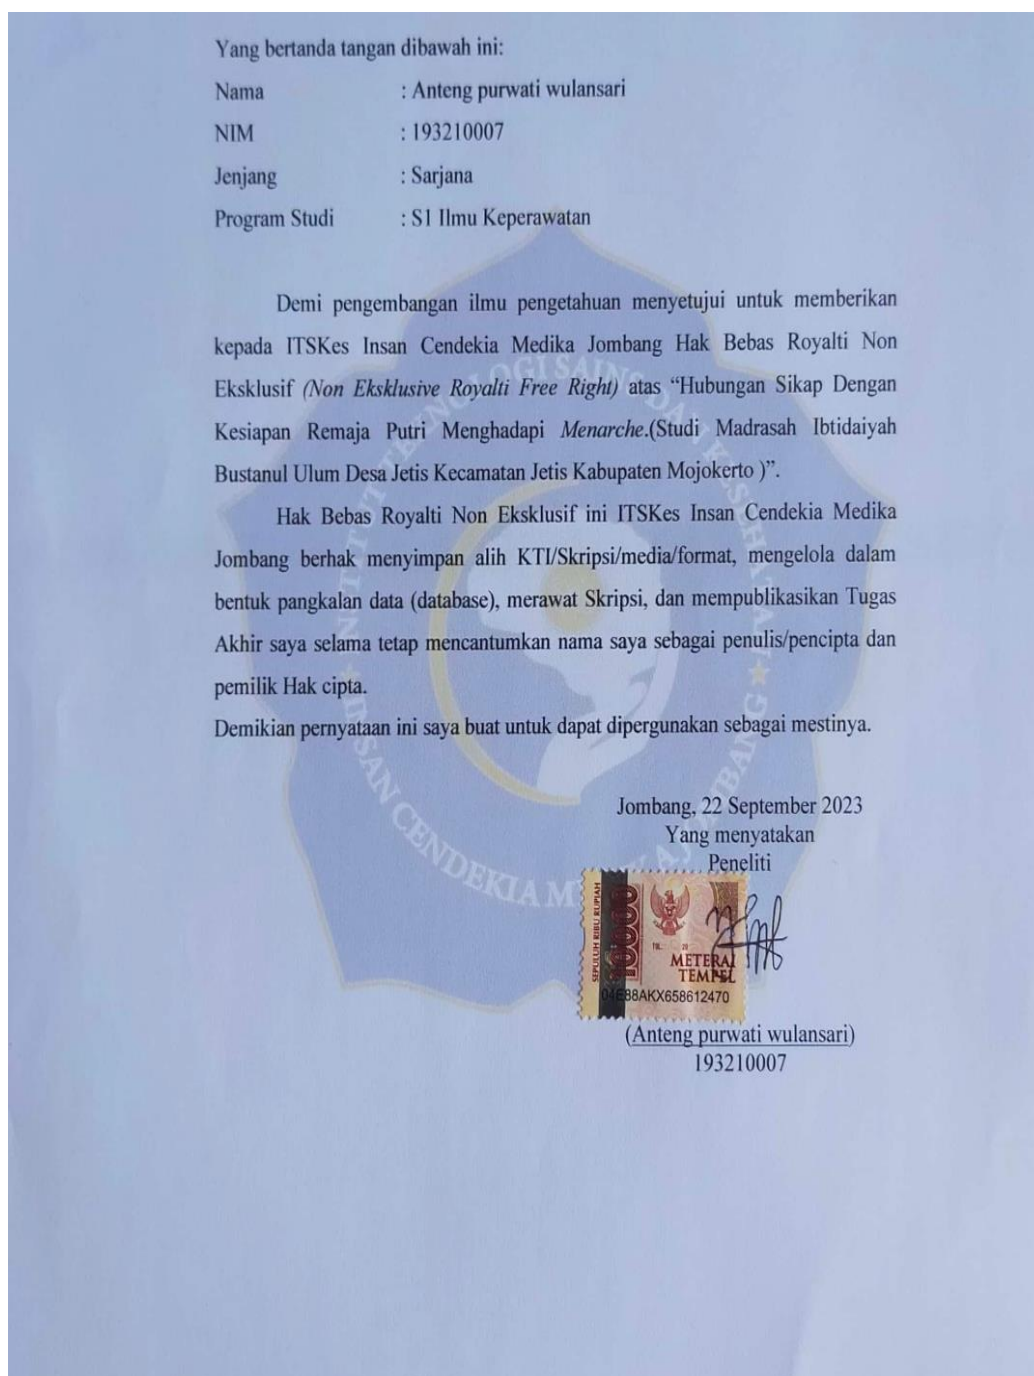 Yang bertanda tangan dibawah ini:
Nama : Anteng purwati wulansari
NIM : 193210007
Jenjang : Sarjana
Program Studi : S1 Ilmu Keperawatan
Demi pengembangan ilmu pengetahuan menyetujui untuk memberikan
kepada ITSKes Insan Cendekia Medika Jombang Hak Bebas Royalti Non
Eksklusif (Non Eksklusive Royalti Free Right) atas “Hubungan Sikap Dengan
Kesiapan Remaja Putri Menghadapi Menarche.(Studi Madrasah Ibtidaiyah
Bustanul Ulum Desa Jetis Kecamatan Jetis Kabupaten Mojokerto )”.
Hak Bebas Royalti Non Eksklusif ini ITSKes Insan Cendekia Medika
Jombang berhak menyimpan alih KTI/Skripsi/media/format, mengelola dalam
bentuk pangkalan data (database), merawat Skripsi, dan mempublikasikan Tugas
Akhir saya selama tetap mencantumkan nama saya sebagai penulis/pencipta dan
pemilik Hak cipta.
Demikian pernyataan ini saya buat untuk dapat dipergunakan sebagai mestinya.
Jombang, 22 September 2023
Yang menyatakan
Peneliti
SEPULUH RIBU RUPIAH
10000
TGL. 20
METERAI
TEMPEL
04E88AKX658612470
(Anteng purwati wulansari)
193210007